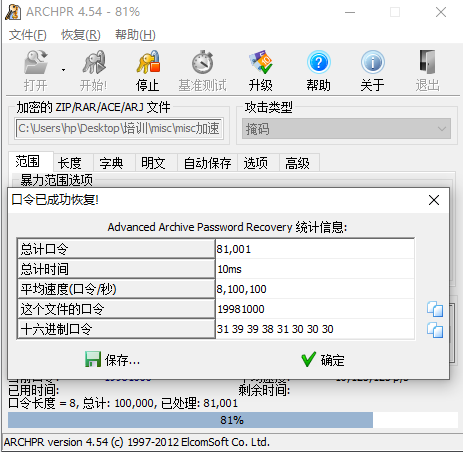 ARCHPR 4.54 - 81%
文件(F) 恢复(R) 帮助(H)
打开 开始! 停止 基准测试 升级 帮助 关于 退出
加密的 ZIP/RAR/ACE/ARJ 文件 攻击类型
C:\Users\hp\Desktop\培训\misc\misc加速 掩码
范围 长度 字典 明文 自动保存 选项 高级
暴力范围选项
口令已成功恢复!
Advanced Archive Password Recovery 统计信息:
总计口令 81,001
总计时间 10ms
平均速度(口令/秒) 8,100,100
这个文件的口令 19981000
十六进制口令 31 39 39 38 31 30 30 30
保存... 确定
已用时间: 剩余时间:
口令长度 = 8, 总计: 100,000, 已处理: 81,001
81%
ARCHPR version 4.54 (c) 1997-2012 ElcomSoft Co. Ltd.